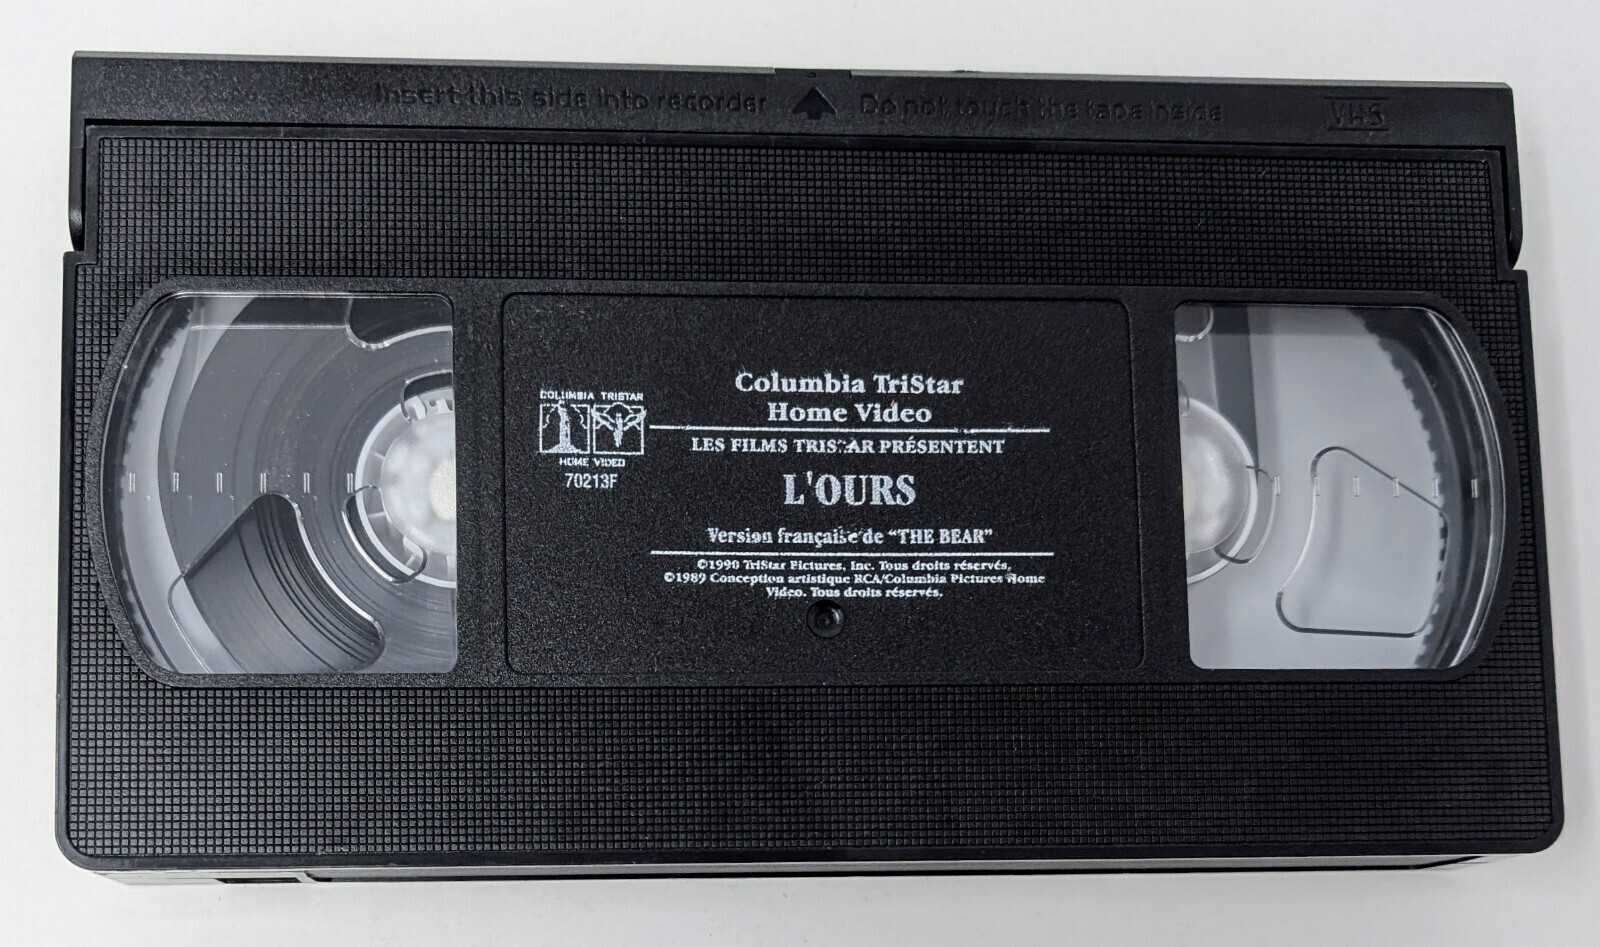 Insert this side into recorder Do not touch the tape inside VHS
Columbia TriStar
Home Video
COLUMBIA TRISTAR
HOME VIDEO
70213F
LES FILMS TRISTAR PRÉSENTENT
L'OURS
Version française de “THE BEAR”
©1990 TriStar Pictures, Inc. Tous droits réservés.
©1989 Conception artistique RCA/Columbia Pictures Home
Video. Tous droits réservés.